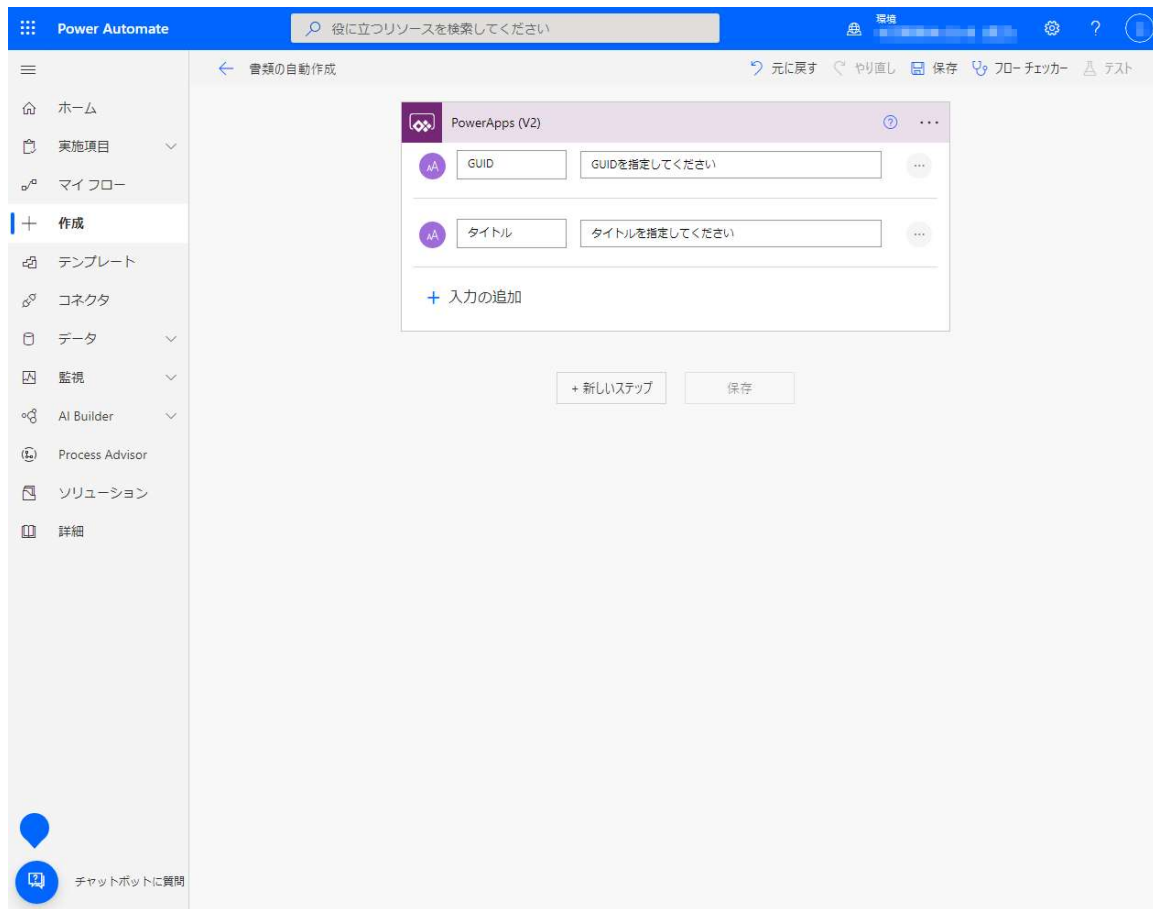 Power Automate
役に立つリソースを検索してください
環境
?
書類の自動作成
元に戻す
やり直し
保存
フロー チェッカー
テスト
ホーム
実施項目
マイ フロー
作成
テンプレート
コネクタ
データ
監視
AI Builder
Process Advisor
ソリューション
詳細
PowerApps (V2)
GUID
GUIDを指定してください
タイトル
タイトルを指定してください
+ 入力の追加
+ 新しいステップ
保存
チャットボットに質問